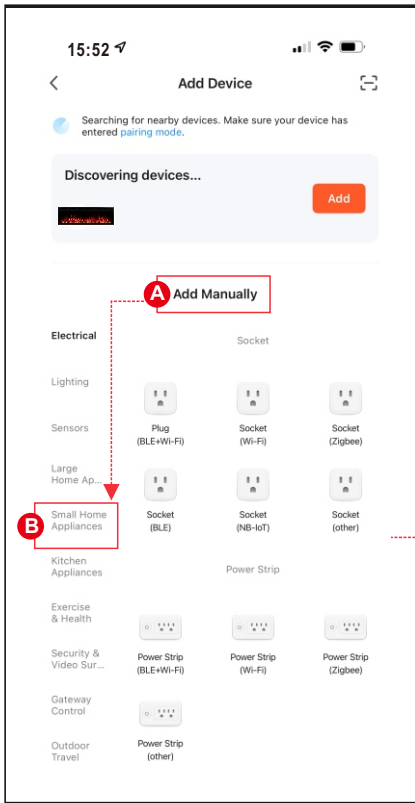 15:52
Add Device
Searching for nearby devices. Make sure your device has
entered pairing mode.
Discovering devices...
Add
A
Add Manually
Electrical
Socket
Lighting
Plug
(BLE+Wi-Fi)
Socket
(Wi-Fi)
Socket
(Zigbee)
Sensors
Large
Home Ap...
Socket
(BLE)
Socket
(NB-IoT)
Socket
(other)
B
Small Home
Appliances
Kitchen
Appliances
Power Strip
Exercise
& Health
Power Strip
(BLE+Wi-Fi)
Power Strip
(Wi-Fi)
Power Strip
(Zigbee)
Security &
Video Sur...
Gateway
Control
Power Strip
(other)
Outdoor
Travel